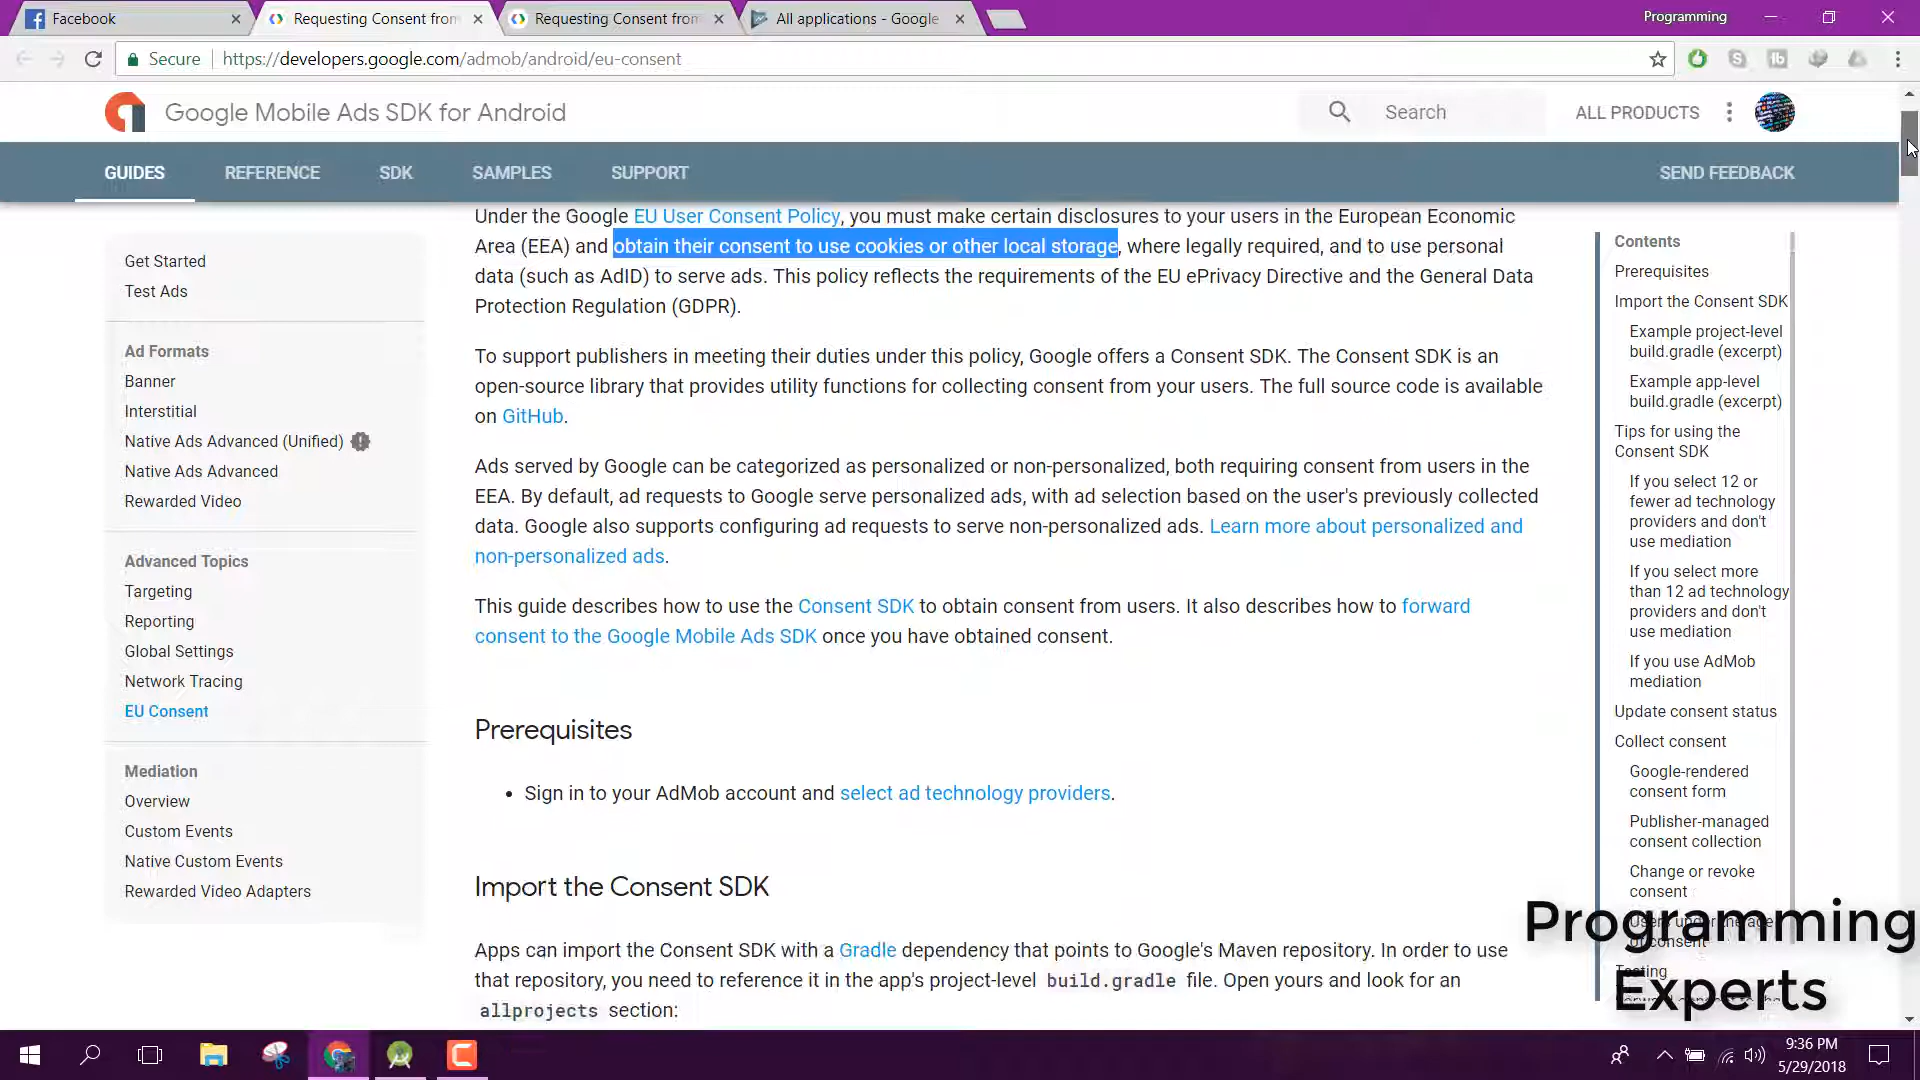 Facebook
Requesting Consent from
Requesting Consent from
All applications - Google
Programming
Secure
https://developers.google.com/admob/android/eu-consent
Google Mobile Ads SDK for Android
Search
ALL PRODUCTS
GUIDES
REFERENCE
SDK
SAMPLES
SUPPORT
SEND FEEDBACK
Get Started
Test Ads
Ad Formats
Banner
Interstitial
Native Ads Advanced (Unified)
Native Ads Advanced
Rewarded Video
Advanced Topics
Targeting
Reporting
Global Settings
Network Tracing
EU Consent
Mediation
Overview
Custom Events
Native Custom Events
Rewarded Video Adapters
Under the Google EU User Consent Policy, you must make certain disclosures to your users in the European Economic
Area (EEA) and obtain their consent to use cookies or other local storage, where legally required, and to use personal
data (such as AdID) to serve ads. This policy reflects the requirements of the EU ePrivacy Directive and the General Data
Protection Regulation (GDPR).
To support publishers in meeting their duties under this policy, Google offers a Consent SDK. The Consent SDK is an
open-source library that provides utility functions for collecting consent from your users. The full source code is available
on GitHub.
Ads served by Google can be categorized as personalized or non-personalized, both requiring consent from users in the
EEA. By default, ad requests to Google serve personalized ads, with ad selection based on the user's previously collected
data. Google also supports configuring ad requests to serve non-personalized ads. Learn more about personalized and
non-personalized ads.
This guide describes how to use the Consent SDK to obtain consent from users. It also describes how to forward
consent to the Google Mobile Ads SDK once you have obtained consent.
Prerequisites
• Sign in to your AdMob account and select ad technology providers.
Import the Consent SDK
Apps can import the Consent SDK with a Gradle dependency that points to Google's Maven repository. In order to use
that repository, you need to reference it in the app's project-level build.gradle file. Open yours and look for an
allprojects section:
Contents
Prerequisites
Import the Consent SDK
Example project-level
build.gradle (excerpt)
Example app-level
build.gradle (excerpt)
Tips for using the
Consent SDK
If you select 12 or
fewer ad technology
providers and don't
use mediation
If you select more
than 12 ad technology
providers and don't
use mediation
If you use AdMob
mediation
Update consent status
Collect consent
Google-rendered
consent form
Publisher-managed
consent collection
Change or revoke
consent
Users under the age
of consent
Testing
Forward consent to the
Programming
Experts
9:36 PM
5/29/2018